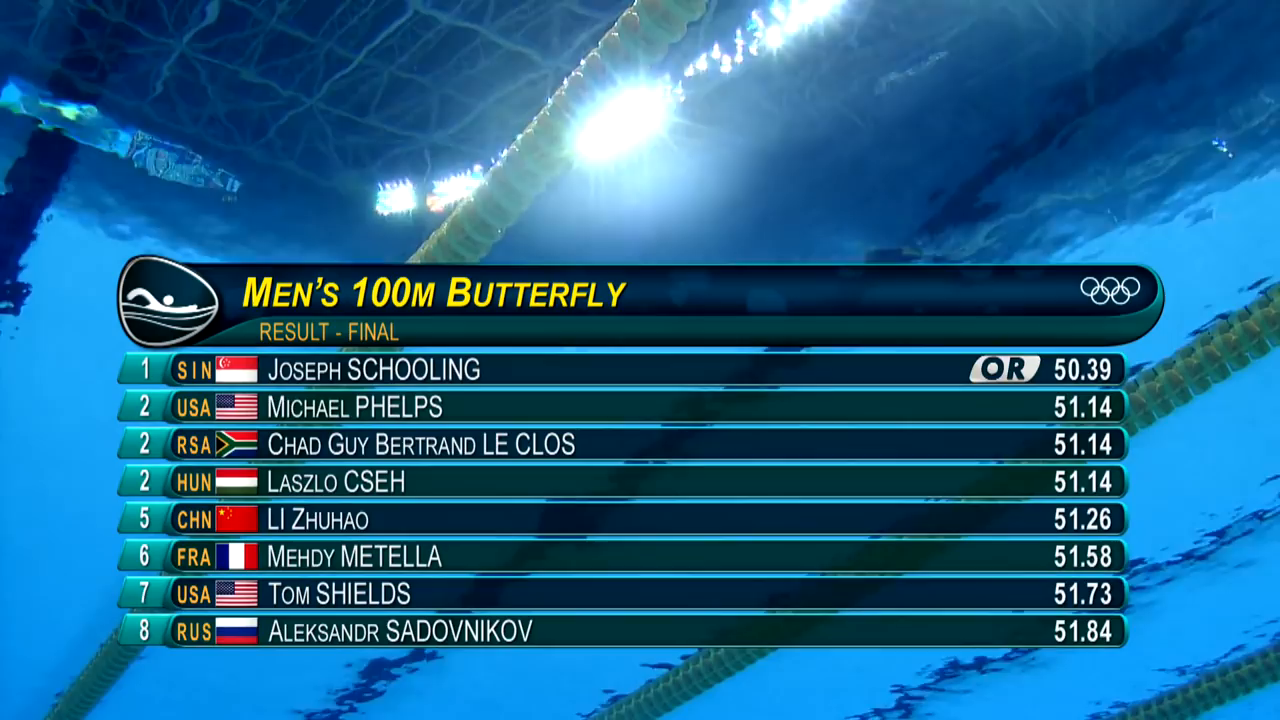 MEN'S 100M BUTTERFLY
RESULT - FINAL
1 SIN JOSEPH SCHOOLING OR 50.39
2 USA MICHAEL PHELPS 51.14
2 RSA CHAD GUY BERTRAND LE CLOS 51.14
2 HUN LASZLO CSEH 51.14
5 CHN LI ZHUHAO 51.26
6 FRA MEHDY METELLA 51.58
7 USA TOM SHIELDS 51.73
8 RUS ALEKSANDR SADOVNIKOV 51.84